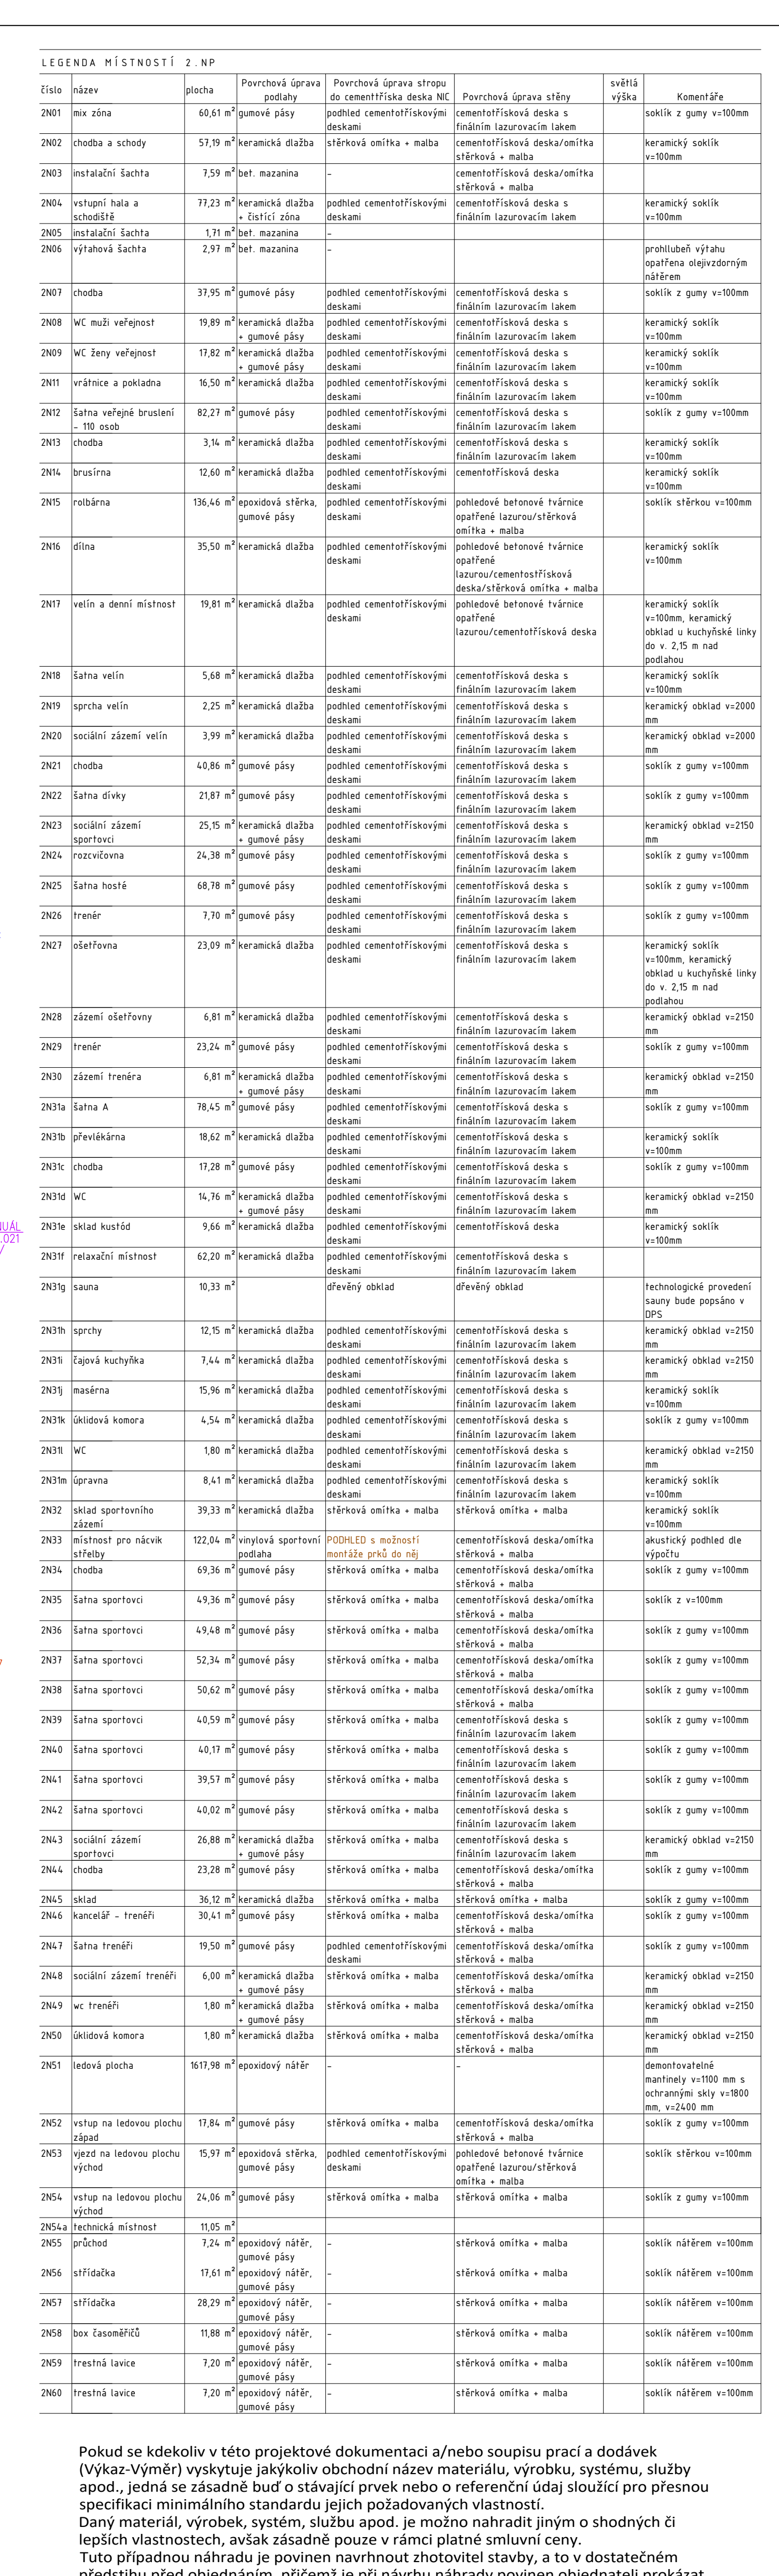 LEGENDA MÍSTNOSTÍ 2.NP
číslo název plocha Povrchová úprava podlahy Povrchová úprava stropu do cementtříska deska NIC Povrchová úprava stěny světlá výška Komentáře
2N01 mix zóna 60,61 m² gumové pásy podhled cementotřískovými deskami cementotřísková deska s finálním lazurovacím lakem soklík z gumy v=100mm
2N02 chodba a schody 57,19 m² keramická dlažba stěrková omítka + malba cementotřísková deska/omítka stěrková + malba keramický soklík v=100mm
2N03 instalační šachta 7,59 m² bet. mazanina - cementotřísková deska/omítka stěrková + malba
2N04 vstupní hala a schodiště 77,23 m² keramická dlažba + čistící zóna podhled cementotřískovými deskami cementotřísková deska s finálním lazurovacím lakem keramický soklík v=100mm
2N05 instalační šachta 1,71 m² bet. mazanina -
2N06 výtahová šachta 2,97 m² bet. mazanina - prohllubeň výtahu opatřena olejivzdorným nátěrem
2N07 chodba 37,95 m² gumové pásy podhled cementotřískovými deskami cementotřísková deska s finálním lazurovacím lakem soklík z gumy v=100mm
2N08 WC muži veřejnost 19,89 m² keramická dlažba + gumové pásy podhled cementotřískovými deskami cementotřísková deska s finálním lazurovacím lakem keramický soklík v=100mm
2N09 WC ženy veřejnost 17,82 m² keramická dlažba + gumové pásy podhled cementotřískovými deskami cementotřísková deska s finálním lazurovacím lakem keramický soklík v=100mm
2N11 vrátnice a pokladna 16,50 m² keramická dlažba podhled cementotřískovými deskami cementotřísková deska s finálním lazurovacím lakem keramický soklík v=100mm
2N12 šatna veřejné bruslení - 110 osob 82,27 m² gumové pásy podhled cementotřískovými deskami cementotřísková deska s finálním lazurovacím lakem soklík z gumy v=100mm
2N13 chodba 3,14 m² keramická dlažba podhled cementotřískovými deskami cementotřísková deska s finálním lazurovacím lakem keramický soklík v=100mm
2N14 brusírna 12,60 m² keramická dlažba podhled cementotřískovými deskami cementotřísková deska keramický soklík v=100mm
2N15 rolbárna 136,46 m² epoxidová stěrka, gumové pásy podhled cementotřískovými deskami pohledové betonové tvárnice opatřené lazurou/stěrková omítka + malba soklík stěrkou v=100mm
2N16 dílna 35,50 m² keramická dlažba podhled cementotřískovými deskami pohledové betonové tvárnice opatřené lazurou/cementostřísková deska/stěrková omítka + malba keramický soklík v=100mm
2N17 velín a denní místnost 19,81 m² keramická dlažba podhled cementotřískovými deskami pohledové betonové tvárnice opatřené lazurou/cementotřísková deska keramický soklík v=100mm, keramický obklad u kuchyňské linky do v. 2,15 m nad podlahou
2N18 šatna velín 5,68 m² keramická dlažba podhled cementotřískovými deskami cementotřísková deska s finálním lazurovacím lakem keramický soklík v=100mm
2N19 sprcha velín 2,25 m² keramická dlažba podhled cementotřískovými deskami cementotřísková deska s finálním lazurovacím lakem keramický obklad v=2000 mm
2N20 sociální zázemí velín 3,99 m² keramická dlažba podhled cementotřískovými deskami cementotřísková deska s finálním lazurovacím lakem keramický obklad v=2000 mm
2N21 chodba 40,86 m² gumové pásy podhled cementotřískovými deskami cementotřísková deska s finálním lazurovacím lakem soklík z gumy v=100mm
2N22 šatna dívky 21,87 m² gumové pásy podhled cementotřískovými deskami cementotřísková deska s finálním lazurovacím lakem soklík z gumy v=100mm
2N23 sociální zázemí sportovci 25,15 m² keramická dlažba + gumové pásy podhled cementotřískovými deskami cementotřísková deska s finálním lazurovacím lakem keramický obklad v=2150 mm
2N24 rozcvičovna 24,38 m² gumové pásy podhled cementotřískovými deskami cementotřísková deska s finálním lazurovacím lakem soklík z gumy v=100mm
2N25 šatna hosté 68,78 m² gumové pásy podhled cementotřískovými deskami cementotřísková deska s finálním lazurovacím lakem soklík z gumy v=100mm
2N26 trenér 7,70 m² gumové pásy podhled cementotřískovými deskami cementotřísková deska s finálním lazurovacím lakem soklík z gumy v=100mm
2N27 ošetřovna 23,09 m² keramická dlažba podhled cementotřískovými deskami cementotřísková deska s finálním lazurovacím lakem keramický soklík v=100mm, keramický obklad u kuchyňské linky do v. 2,15 m nad podlahou
2N28 zázemí ošetřovny 6,81 m² keramická dlažba podhled cementotřískovými deskami cementotřísková deska s finálním lazurovacím lakem keramický obklad v=2150 mm
2N29 trenér 23,24 m² gumové pásy podhled cementotřískovými deskami cementotřísková deska s finálním lazurovacím lakem soklík z gumy v=100mm
2N30 zázemí trenéra 6,81 m² keramická dlažba + gumové pásy podhled cementotřískovými deskami cementotřísková deska s finálním lazurovacím lakem keramický obklad v=2150 mm
2N31a šatna A 78,45 m² gumové pásy podhled cementotřískovými deskami cementotřísková deska s finálním lazurovacím lakem soklík z gumy v=100mm
2N31b převlékárna 18,62 m² keramická dlažba podhled cementotřískovými deskami cementotřísková deska s finálním lazurovacím lakem keramický soklík v=100mm
2N31c chodba 17,28 m² gumové pásy podhled cementotřískovými deskami cementotřísková deska s finálním lazurovacím lakem soklík z gumy v=100mm
2N31d WC 14,76 m² keramická dlažba + gumové pásy podhled cementotřískovými deskami cementotřísková deska s finálním lazurovacím lakem keramický obklad v=2150 mm
NUÁL
.021
2N31e sklad kustód 9,66 m² keramická dlažba podhled cementotřískovými deskami cementotřísková deska keramický soklík v=100mm
2N31f relaxační místnost 62,20 m² keramická dlažba podhled cementotřískovými deskami cementotřísková deska s finálním lazurovacím lakem
2N31g sauna 10,33 m² dřevěný obklad dřevěný obklad technologické provedení sauny bude popsáno v DPS
2N31h sprchy 12,15 m² keramická dlažba podhled cementotřískovými deskami cementotřísková deska s finálním lazurovacím lakem keramický obklad v=2150 mm
2N31i čajová kuchyňka 7,44 m² keramická dlažba podhled cementotřískovými deskami cementotřísková deska s finálním lazurovacím lakem keramický obklad v=2150 mm
2N31j masérna 15,96 m² keramická dlažba podhled cementotřískovými deskami cementotřísková deska s finálním lazurovacím lakem keramický soklík v=100mm
2N31k úklidová komora 4,54 m² keramická dlažba podhled cementotřískovými deskami cementotřísková deska s finálním lazurovacím lakem soklík z gumy v=100mm
2N31l WC 1,80 m² keramická dlažba podhled cementotřískovými deskami cementotřísková deska s finálním lazurovacím lakem keramický obklad v=2150 mm
2N31m úpravna 8,41 m² keramická dlažba podhled cementotřískovými deskami cementotřísková deska s finálním lazurovacím lakem keramický soklík v=100mm
2N32 sklad sportovního zázemí 39,33 m² keramická dlažba stěrková omítka + malba stěrková omítka + malba keramický soklík v=100mm
2N33 místnost pro nácvik střelby 122,04 m² vinylová sportovní podlaha PODHLED s možností montáže prků do něj cementotřísková deska/omítka stěrková + malba akustický podhled dle výpočtu
2N34 chodba 69,36 m² gumové pásy stěrková omítka + malba cementotřísková deska/omítka stěrková + malba soklík z gumy v=100mm
2N35 šatna sportovci 49,36 m² gumové pásy stěrková omítka + malba cementotřísková deska/omítka stěrková + malba soklík z v=100mm
2N36 šatna sportovci 49,48 m² gumové pásy stěrková omítka + malba cementotřísková deska/omítka stěrková + malba soklík z gumy v=100mm
2N37 šatna sportovci 52,34 m² gumové pásy stěrková omítka + malba cementotřísková deska/omítka stěrková + malba soklík z gumy v=100mm
2N38 šatna sportovci 50,62 m² gumové pásy stěrková omítka + malba cementotřísková deska/omítka stěrková + malba soklík z gumy v=100mm
2N39 šatna sportovci 40,59 m² gumové pásy stěrková omítka + malba cementotřísková deska s finálním lazurovacím lakem soklík z gumy v=100mm
2N40 šatna sportovci 40,17 m² gumové pásy stěrková omítka + malba cementotřísková deska s finálním lazurovacím lakem soklík z gumy v=100mm
2N41 šatna sportovci 39,57 m² gumové pásy stěrková omítka + malba cementotřísková deska s finálním lazurovacím lakem soklík z gumy v=100mm
2N42 šatna sportovci 40,02 m² gumové pásy stěrková omítka + malba cementotřísková deska s finálním lazurovacím lakem soklík z gumy v=100mm
2N43 sociální zázemí sportovci 26,88 m² keramická dlažba + gumové pásy stěrková omítka + malba cementotřísková deska s finálním lazurovacím lakem keramický obklad v=2150 mm
2N44 chodba 23,28 m² gumové pásy stěrková omítka + malba cementotřísková deska/omítka stěrková + malba soklík z gumy v=100mm
2N45 sklad 36,12 m² keramická dlažba stěrková omítka + malba stěrková omítka + malba soklík z gumy v=100mm
2N46 kancelář - trenéři 30,41 m² gumové pásy stěrková omítka + malba cementotřísková deska/omítka stěrková + malba soklík z gumy v=100mm
2N47 šatna trenéři 19,50 m² gumové pásy podhled cementotřískovými deskami cementotřísková deska/omítka stěrková + malba soklík z gumy v=100mm
2N48 sociální zázemí trenéři 6,00 m² keramická dlažba + gumové pásy stěrková omítka + malba cementotřísková deska/omítka stěrková + malba keramický obklad v=2150 mm
2N49 wc trenéři 1,80 m² keramická dlažba + gumové pásy stěrková omítka + malba cementotřísková deska/omítka stěrková + malba keramický obklad v=2150 mm
2N50 úklidová komora 1,80 m² keramická dlažba stěrková omítka + malba cementotřísková deska/omítka stěrková + malba keramický obklad v=2150 mm
2N51 ledová plocha 1617,98 m² epoxidový nátěr - - demontovatelné mantinely v=1100 mm s ochrannými skly v=1800 mm, v=2400 mm
2N52 vstup na ledovou plochu západ 17,84 m² gumové pásy stěrková omítka + malba cementotřísková deska/omítka stěrková + malba soklík z gumy v=100mm
2N53 vjezd na ledovou plochu východ 15,97 m² epoxidová stěrka, gumové pásy podhled cementotřískovými deskami pohledové betonové tvárnice opatřené lazurou/stěrková omítka + malba soklík stěrkou v=100mm
2N54 vstup na ledovou plochu východ 24,06 m² gumové pásy stěrková omítka + malba stěrková omítka + malba soklík z gumy v=100mm
2N54a technická místnost 11,05 m²
2N55 průchod 7,24 m² epoxidový nátěr, gumové pásy - stěrková omítka + malba soklík nátěrem v=100mm
2N56 střídačka 17,61 m² epoxidový nátěr, gumové pásy - stěrková omítka + malba soklík nátěrem v=100mm
2N57 střídačka 28,29 m² epoxidový nátěr, gumové pásy - stěrková omítka + malba soklík nátěrem v=100mm
2N58 box časoměřičů 11,88 m² epoxidový nátěr, gumové pásy - stěrková omítka + malba soklík nátěrem v=100mm
2N59 trestná lavice 7,20 m² epoxidový nátěr, gumové pásy - stěrková omítka + malba soklík nátěrem v=100mm
2N60 trestná lavice 7,20 m² epoxidový nátěr, gumové pásy - stěrková omítka + malba soklík nátěrem v=100mm
Pokud se kdekoliv v této projektové dokumentaci a/nebo soupisu prací a dodávek
(Výkaz-Výměr) vyskytuje jakýkoliv obchodní název materiálu, výrobku, systému, služby
apod., jedná se zásadně buď o stávající prvek nebo o referenční údaj sloužící pro přesnou
specifikaci minimálního standardu jejich požadovaných vlastností.
Daný materiál, výrobek, systém, službu apod. je možno nahradit jiným o shodných či
lepších vlastnostech, avšak zásadně pouze v rámci platné smluvní ceny.
Tuto případnou náhradu je povinen navrhnout zhotovitel stavby, a to v dostatečném
předstihu před objednáním, přičemž je při návrhu náhrady povinen objednateli prokázat